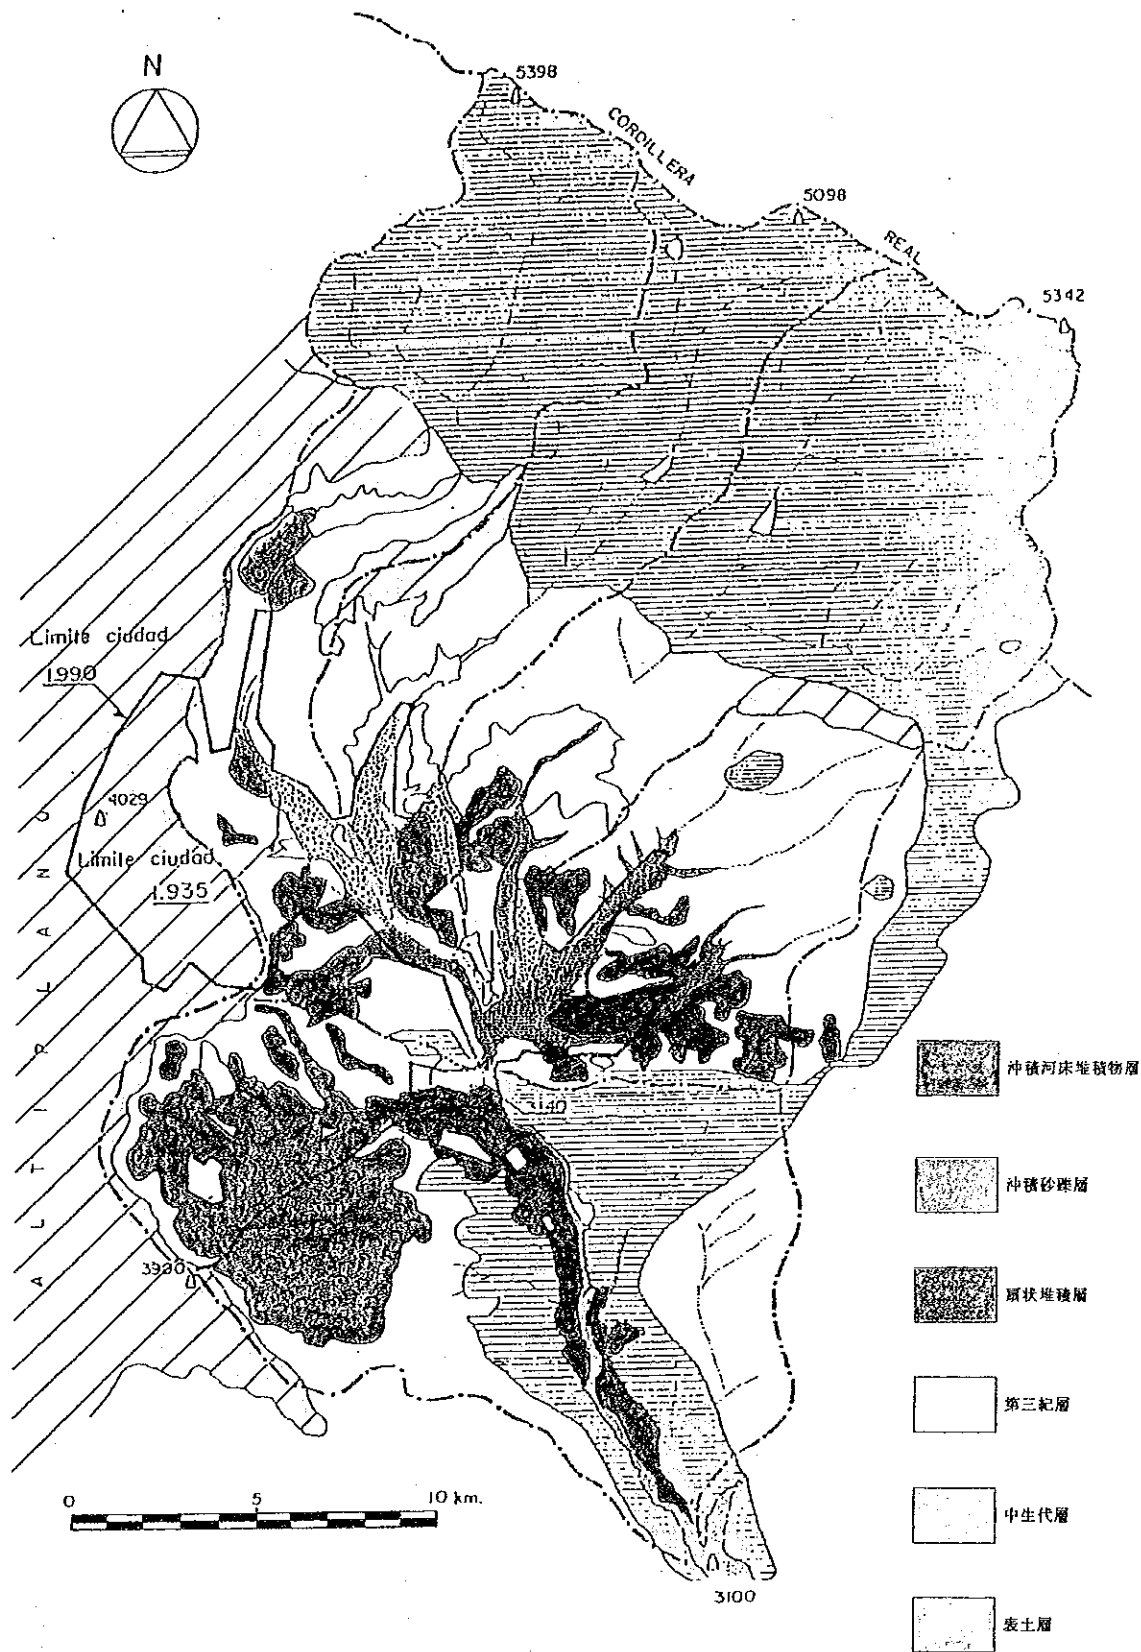 N
5398
CORDILLERA
5098
REAL
5342
Limite ciudad
1.990
4029
Limite ciudad
1.935
ALTIPLANO
3140
3900
0 5 10 km.
3100
沖積河床堆積物層
沖積砂礫層
扇状堆積層
第三紀層
中生代層
表土層